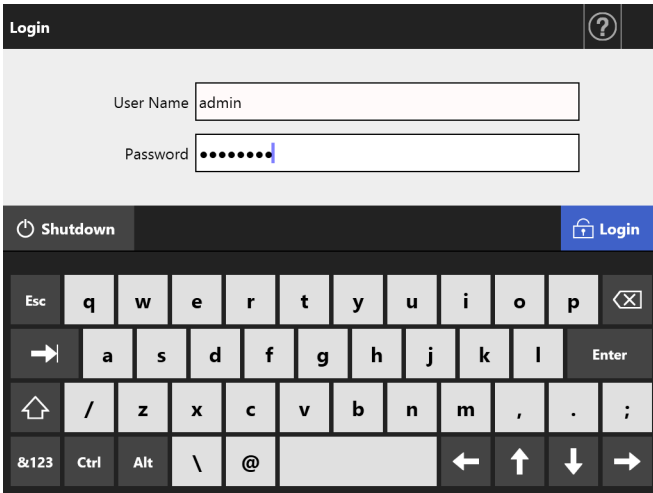 Login ?
User Name admin
Password ••••••••
Shutdown Login
Esc q w e r t y u i o p
a s d f g h j k l Enter
/ z x c v b n m , . ;
&123 Ctrl Alt \ @